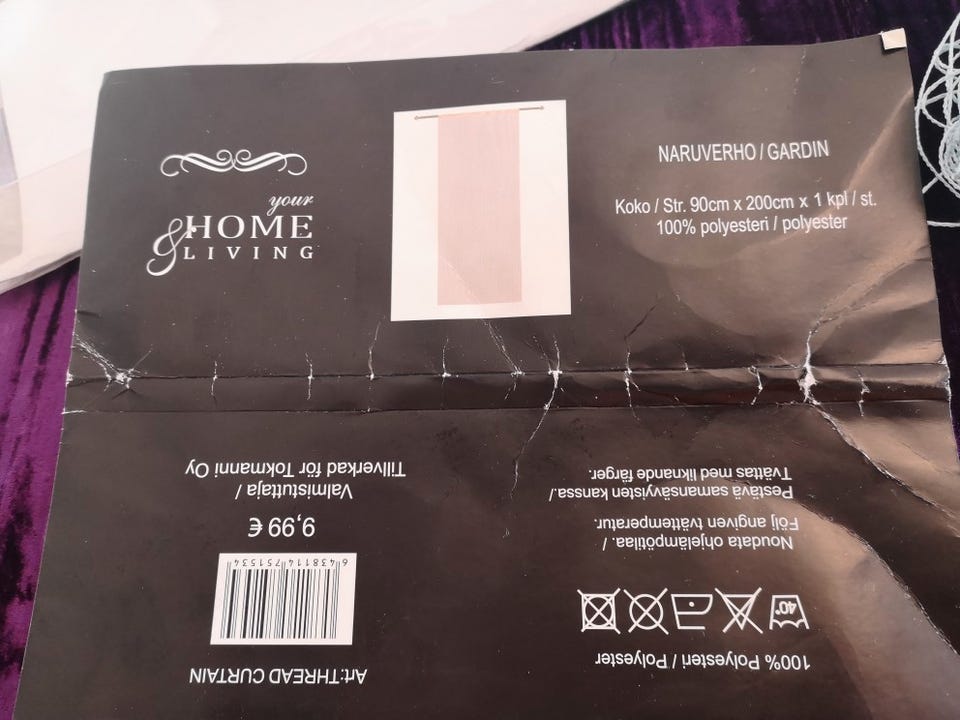 your
HOME
& LIVING
NARUVERHO / GARDIN
Koko / Str. 90cm x 200cm x 1 kpl / st.
100% polyesteri / polyester
Art:THREAD CURTAIN
6 438114 751534
9,99 €
Valmistuttaja /
Tillverkad för Tokmanni Oy
100% Polyesteri / Polyester
40°
Noudata ohjelämpötilaa. /
Följ angiven tvättemperatur.
Pestävä samansävyisten kanssa./
Tvättas med liknande färger.